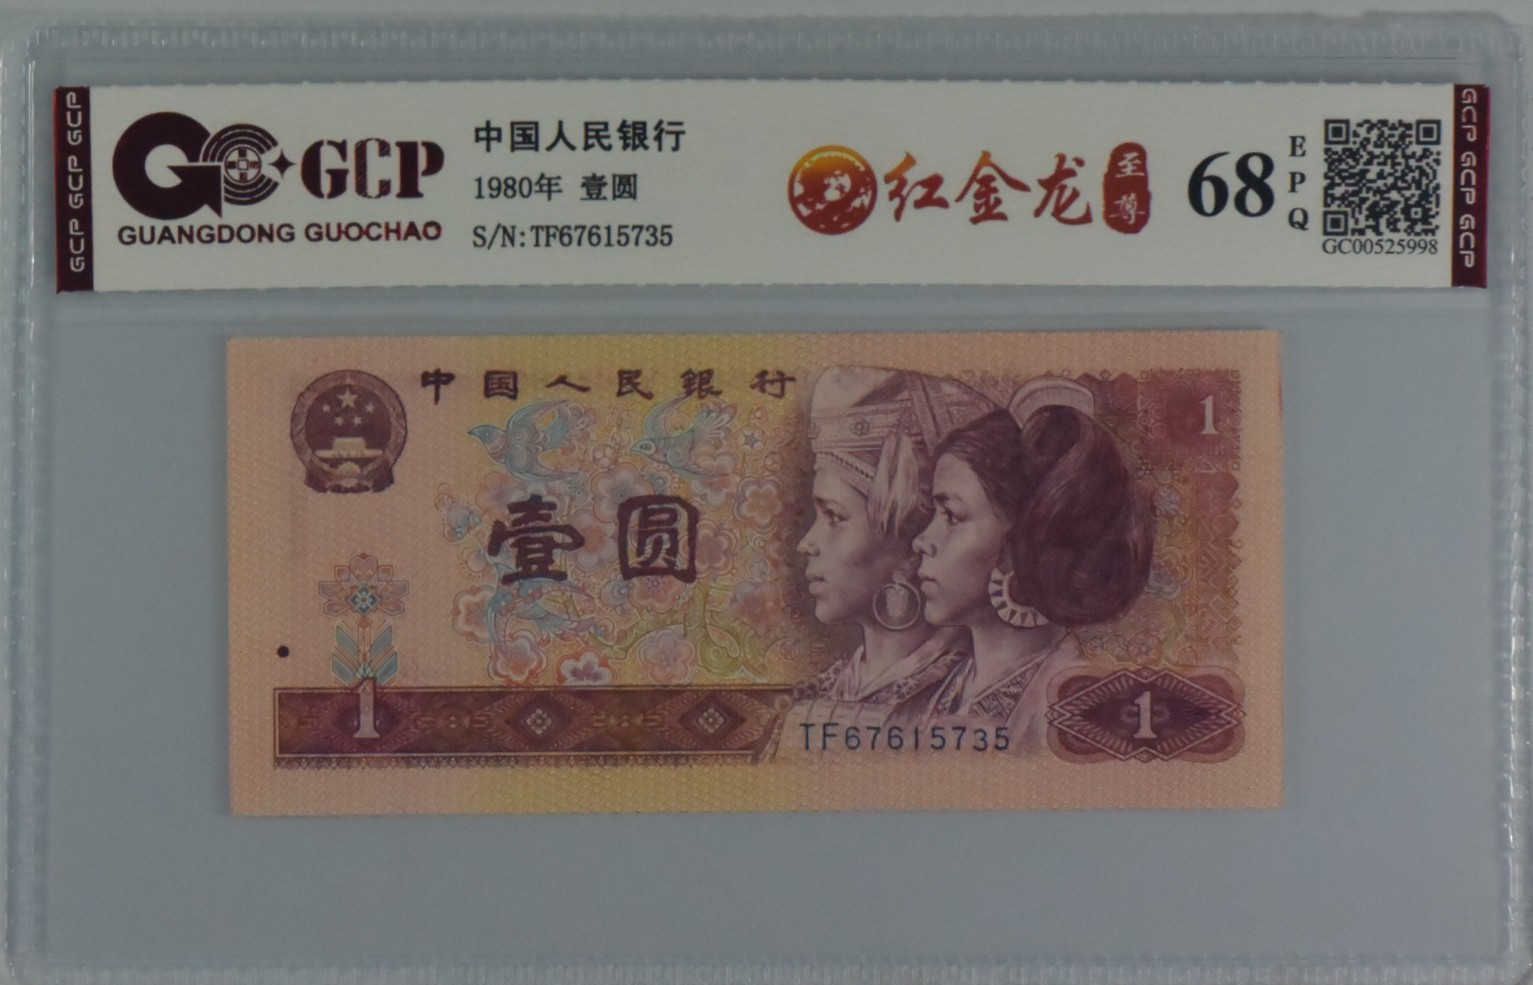 GCP GCP GCP
GCP
GUANGDONG GUOCHAO
中国人民银行
1980年 壹圆
S/N:TF67615735
红金龙
至尊
68
EPQ
GC00525998
GCP GCP GCP
中国人民銀行
1
壹圆
1
TF67615735
1